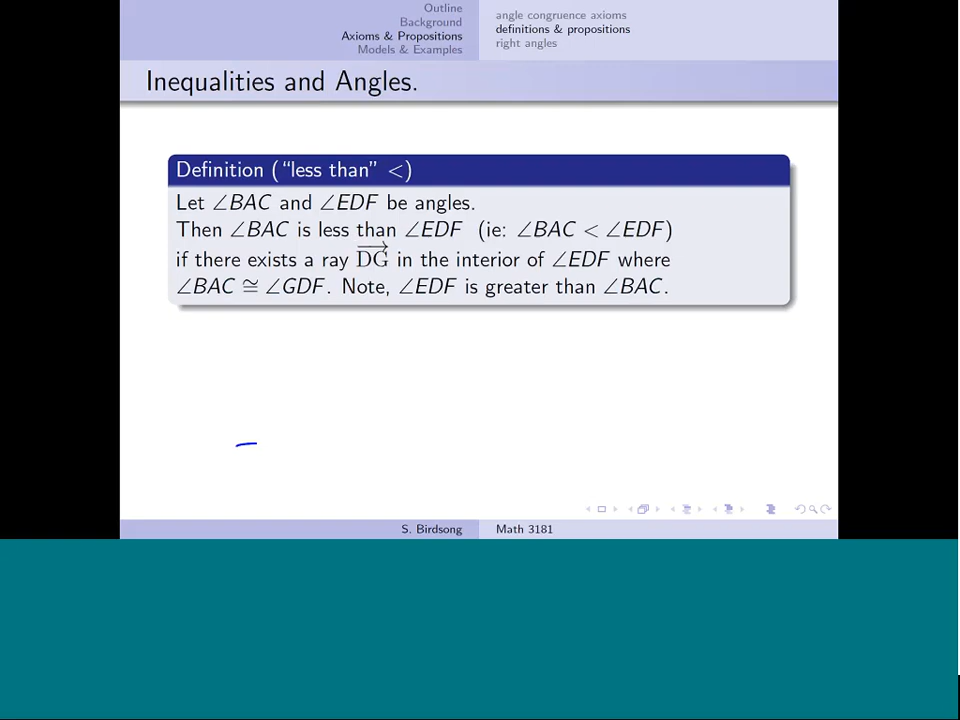 Outline
Background
Axioms & Propositions
Models & Examples
angle congruence axioms
definitions & propositions
right angles
Inequalities and Angles.
Definition (“less than” <)
Let ∠BAC and ∠EDF be angles.
Then ∠BAC is less than ∠EDF (ie: ∠BAC < ∠EDF)
if there exists a ray D͞G⃗ in the interior of ∠EDF where
∠BAC ≅ ∠GDF. Note, ∠EDF is greater than ∠BAC.
S. Birdsong
Math 3181